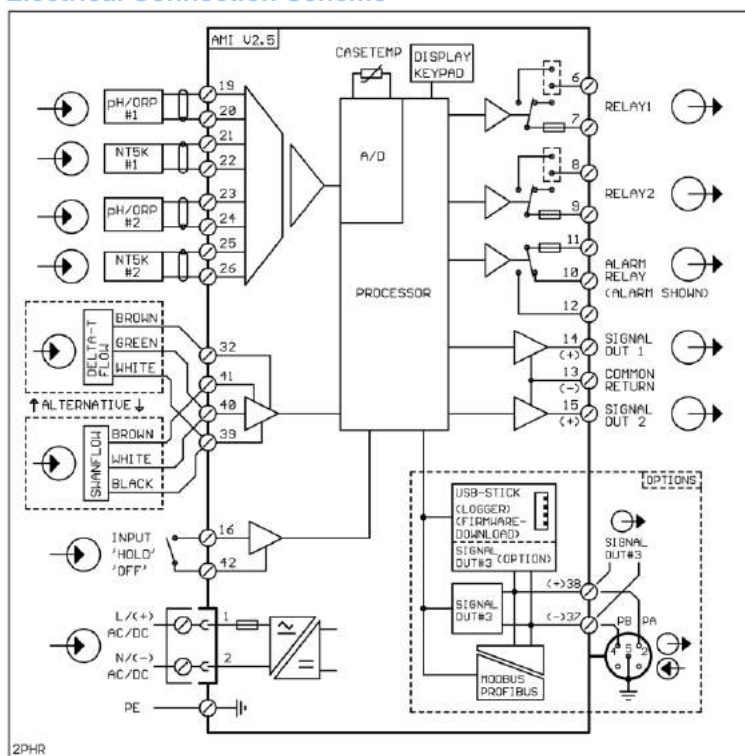 AMI V2.5
CASETEMP
DISPLAY
KEYPAD
A/D
PROCESSOR
pH/ORP
#1
19
20
NT5K
#1
21
22
pH/ORP
#2
23
24
NT5K
#2
25
26
DELTA-T
FLOW
BROWN
GREEN
WHITE
↑ ALTERNATIVE ↓
SWANFLOW
BROWN
WHITE
BLACK
32
41
40
39
INPUT
'HOLD'
'OFF'
16
42
L/(+)
AC/DC
1
N/(-)
AC/DC
2
PE
6
RELAY1
7
8
RELAY2
9
11
10
ALARM
RELAY
(ALARM SHOWN)
12
14
(+)
SIGNAL
OUT 1
13
(-)
COMMON
RETURN
15
(+)
SIGNAL
OUT 2
OPTIONS
USB-STICK
(LOGGER)
(FIRMWARE-
DOWNLOAD)
SIGNAL
OUT#3 (OPTION)
SIGNAL
OUT#3
SIGNAL
OUT#3
(+)38
(-)37
PB PA
4 5 2
MODBUS
PROFIBUS
2PHR